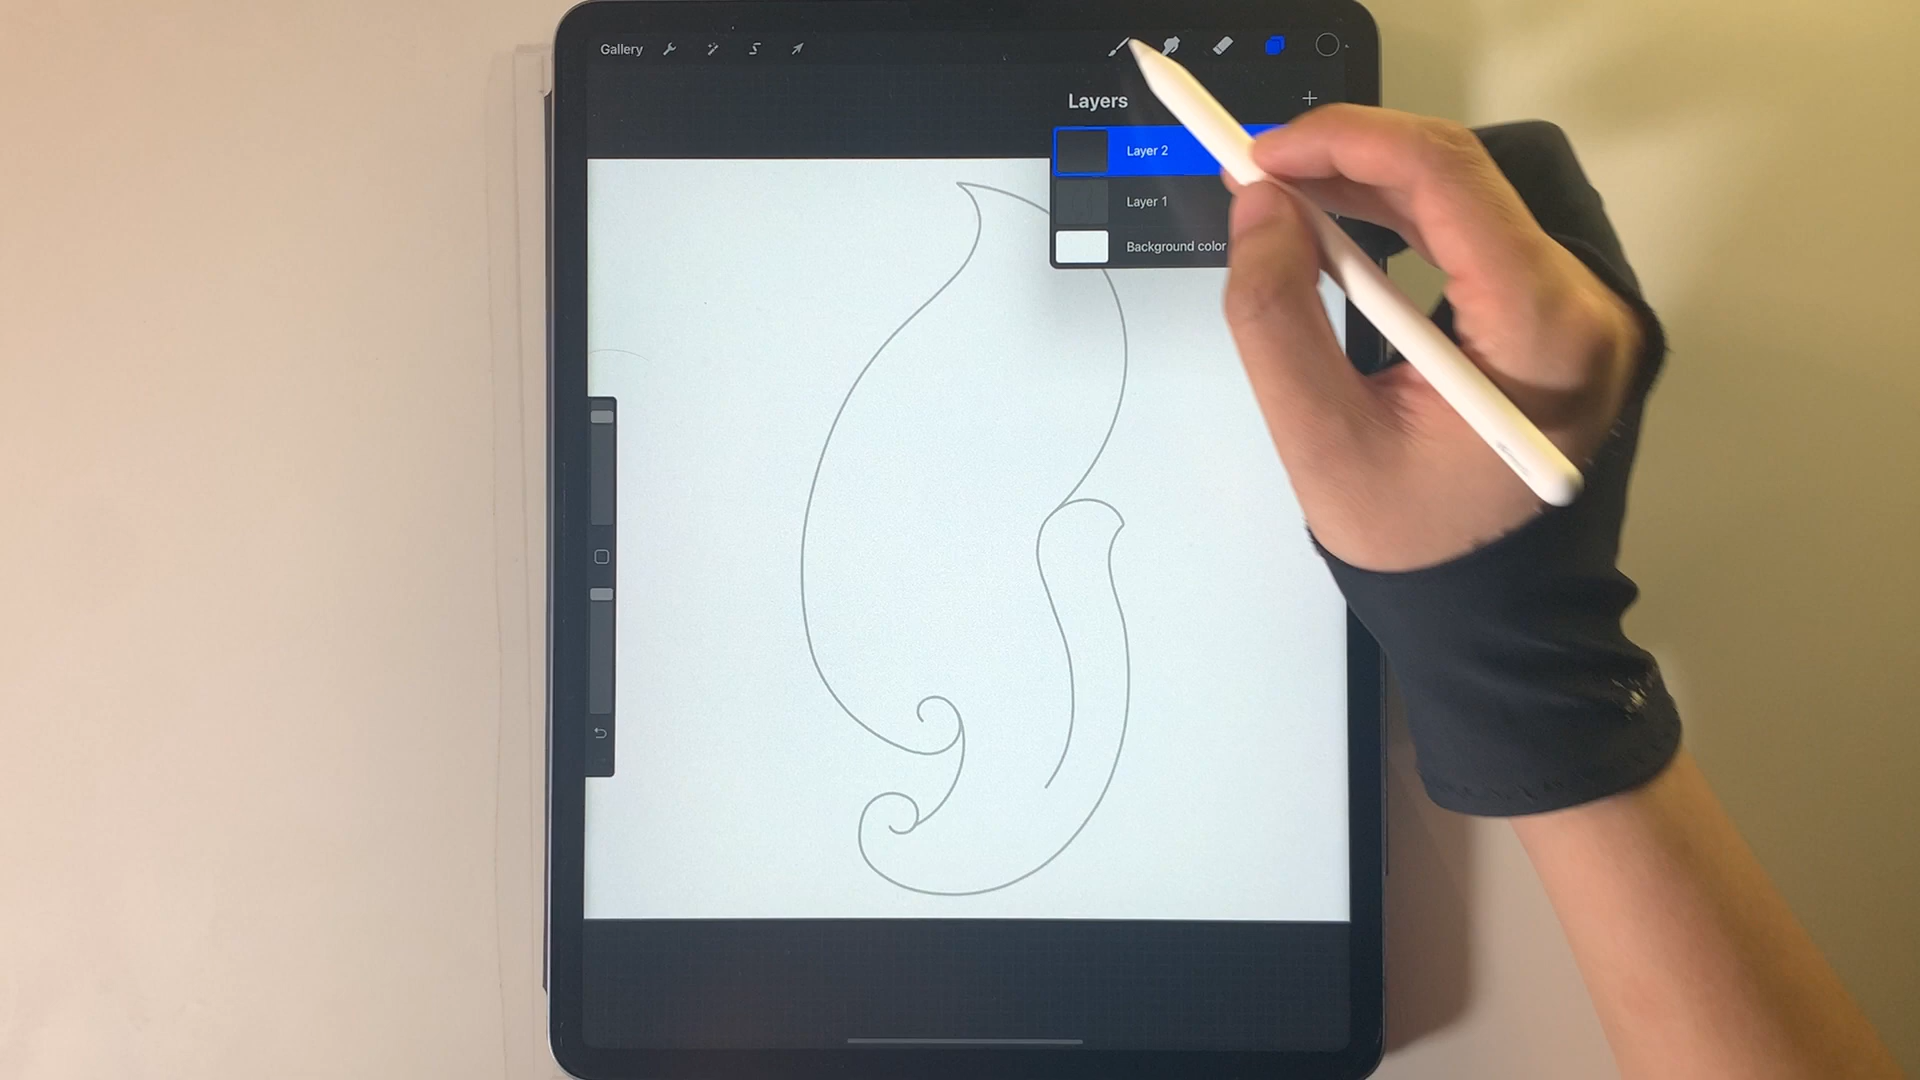 Gallery
Layers
Layer 2
Layer 1
Background color